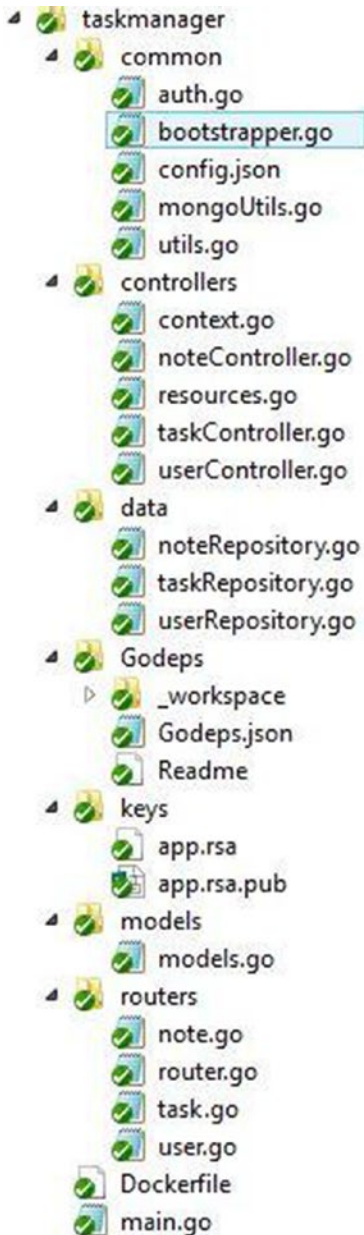 taskmanager
common
auth.go
bootstrapper.go
config.json
mongoUtils.go
utils.go
controllers
context.go
noteController.go
resources.go
taskController.go
userController.go
data
noteRepository.go
taskRepository.go
userRepository.go
Godeps
_workspace
Godeps.json
Readme
keys
app.rsa
app.rsa.pub
models
models.go
routers
note.go
router.go
task.go
user.go
Dockerfile
main.go